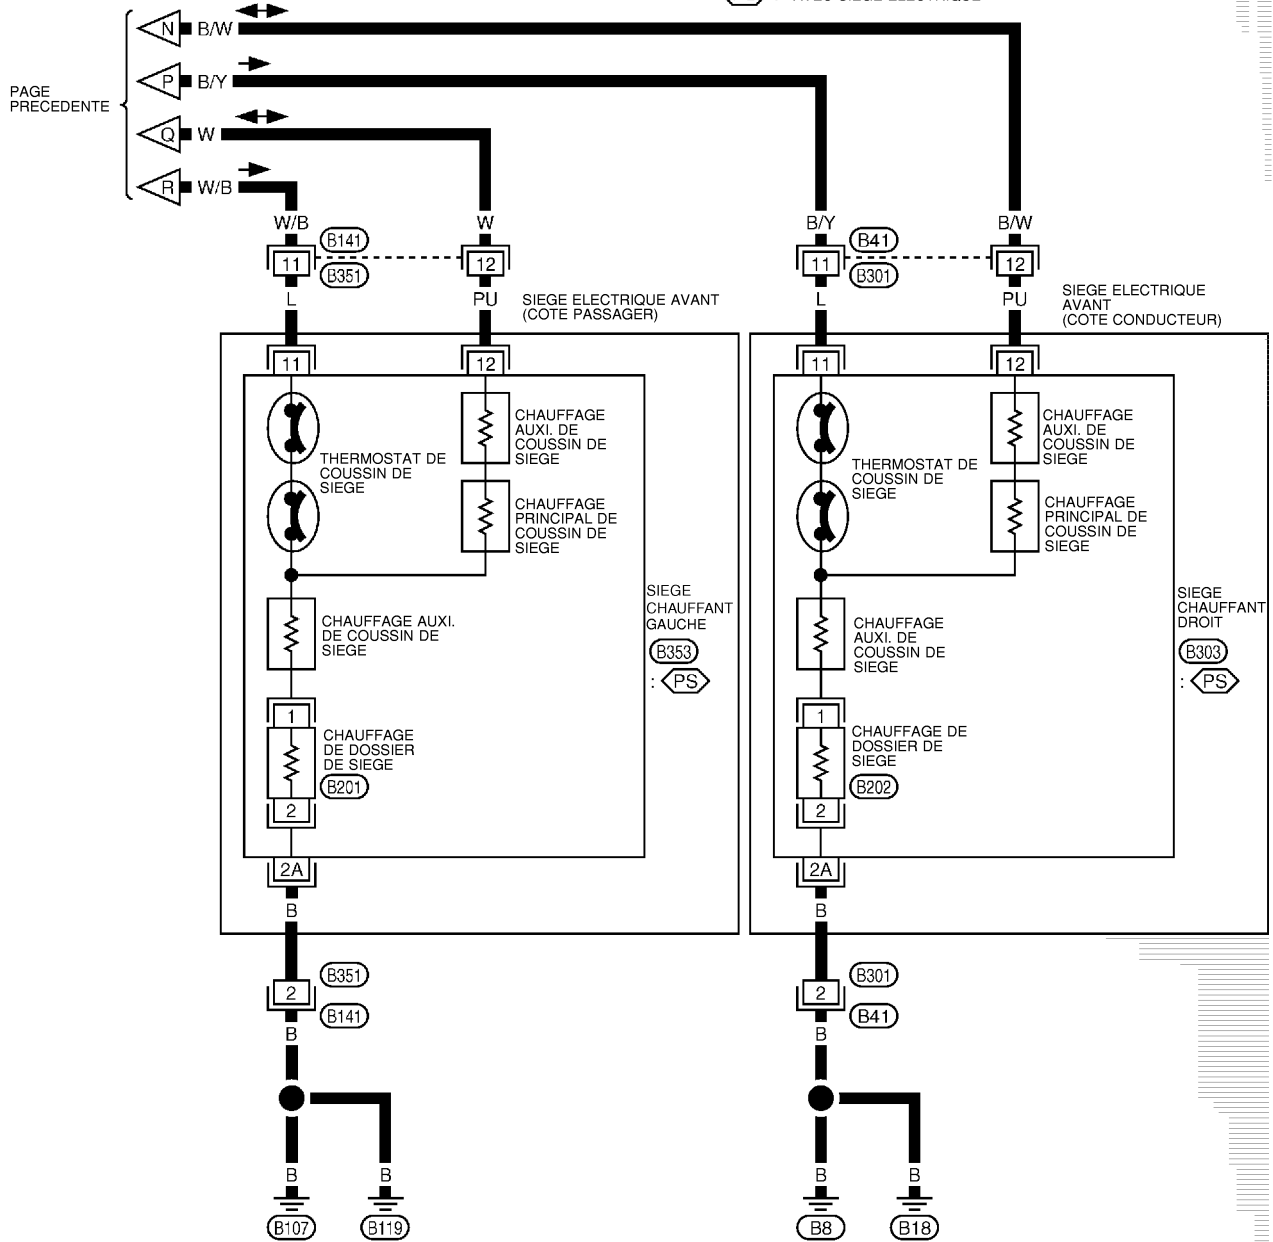 N B/W
P B/Y
PAGE
PRECEDENTE
Q W
R W/B
W/B W B/Y B/W
B141 B41
11 12 11 12
B351 B301
L PU L PU
SIEGE ELECTRIQUE AVANT
(COTE PASSAGER)
SIEGE ELECTRIQUE
AVANT
(COTE CONDUCTEUR)
11 12 11 12
CHAUFFAGE
AUXI. DE
COUSSIN DE
SIEGE
THERMOSTAT DE
COUSSIN DE
SIEGE
CHAUFFAGE
PRINCIPAL DE
COUSSIN DE
SIEGE
CHAUFFAGE
AUXI. DE
COUSSIN DE
SIEGE
THERMOSTAT DE
COUSSIN DE
SIEGE
CHAUFFAGE
PRINCIPAL DE
COUSSIN DE
SIEGE
SIEGE
CHAUFFANT
GAUCHE
B353
: PS
SIEGE
CHAUFFANT
DROIT
B303
: PS
CHAUFFAGE AUXI.
DE COUSSIN DE
SIEGE
CHAUFFAGE
AUXI. DE
COUSSIN DE
SIEGE
1 1
CHAUFFAGE
DE DOSSIER
DE SIEGE
B201
CHAUFFAGE DE
DOSSIER DE
SIEGE
B202
2 2
2A 2A
B B
B351 B301
2 2
B141 B41
B B
B B B B
B107 B119 B8 B18